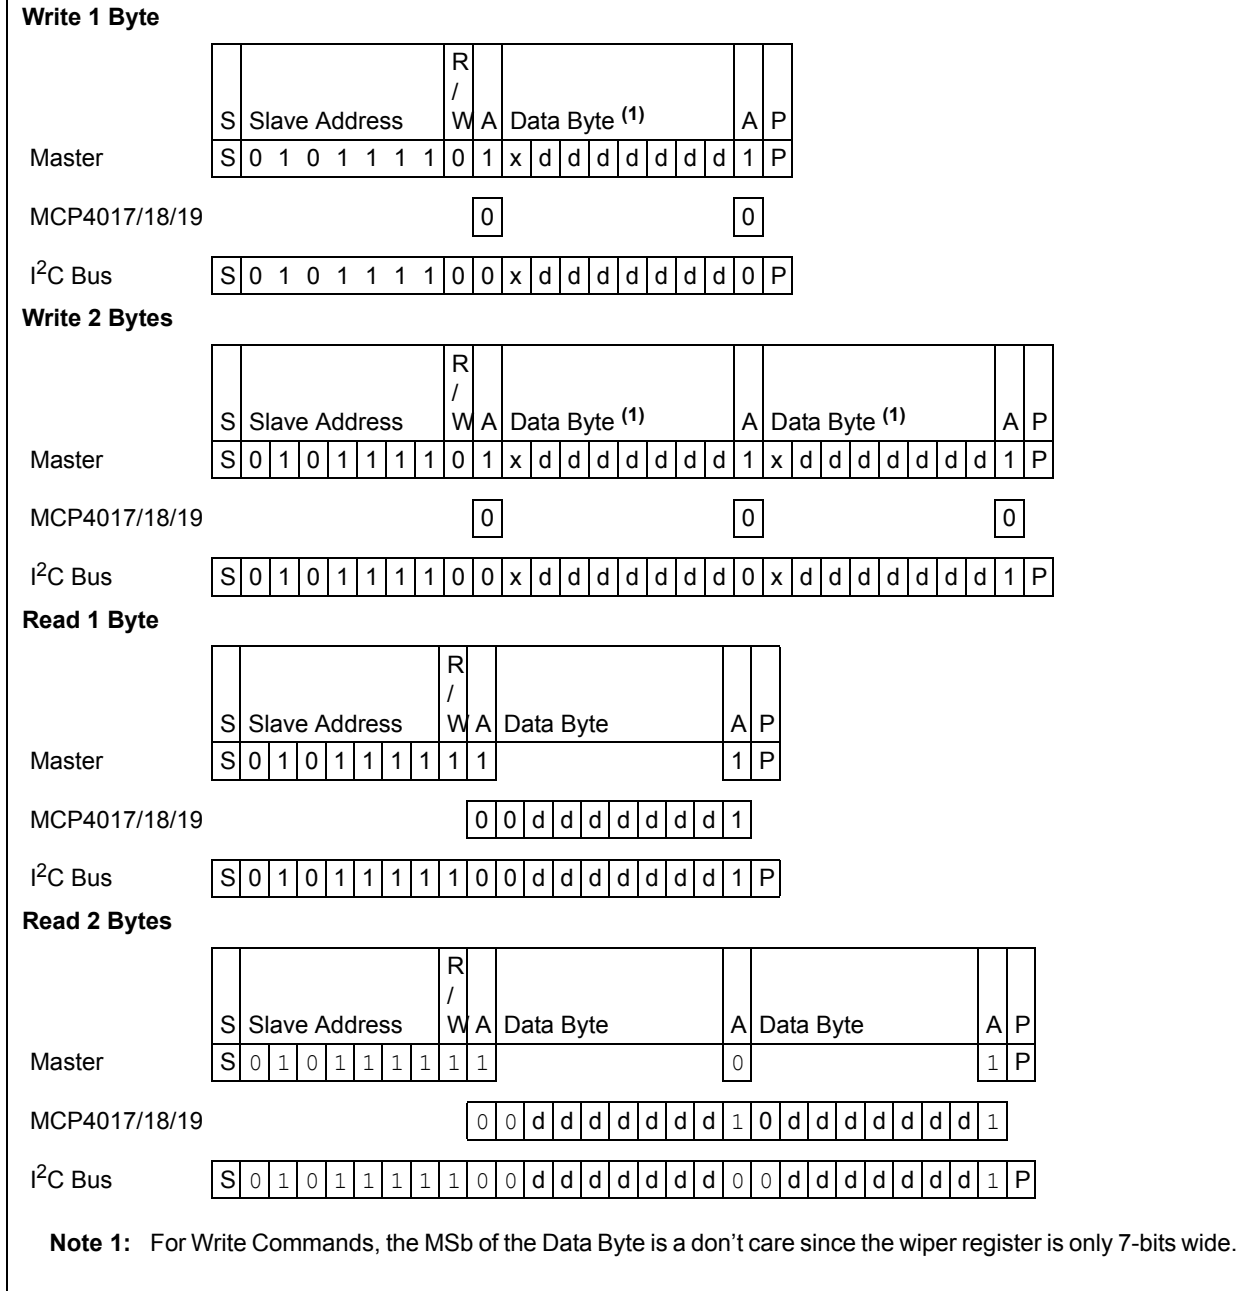 Write 1 Byte
R
/
S Slave Address W A Data Byte (1) A P
Master S 0 1 0 1 1 1 1 0 1 x d d d d d d d 1 P
MCP4017/18/19 0 0
I2C Bus S 0 1 0 1 1 1 1 0 0 x d d d d d d d 0 P
Write 2 Bytes
R
/
S Slave Address W A Data Byte (1) A Data Byte (1) A P
Master S 0 1 0 1 1 1 1 0 1 x d d d d d d d 1 x d d d d d d d 1 P
MCP4017/18/19 0 0 0
I2C Bus S 0 1 0 1 1 1 1 0 0 x d d d d d d d 0 x d d d d d d d 1 P
Read 1 Byte
R
/
S Slave Address W A Data Byte A P
Master S 0 1 0 1 1 1 1 1 1 1 P
MCP4017/18/19 0 0 d d d d d d d 1
I2C Bus S 0 1 0 1 1 1 1 1 0 0 d d d d d d d 1 P
Read 2 Bytes
R
/
S Slave Address W A Data Byte A Data Byte A P
Master S 0 1 0 1 1 1 1 1 1 0 1 P
MCP4017/18/19 0 0 d d d d d d d 1 0 d d d d d d d 1
I2C Bus S 0 1 0 1 1 1 1 1 0 0 d d d d d d d 0 0 d d d d d d d 1 P
Note 1: For Write Commands, the MSb of the Data Byte is a don't care since the wiper register is only 7-bits wide.